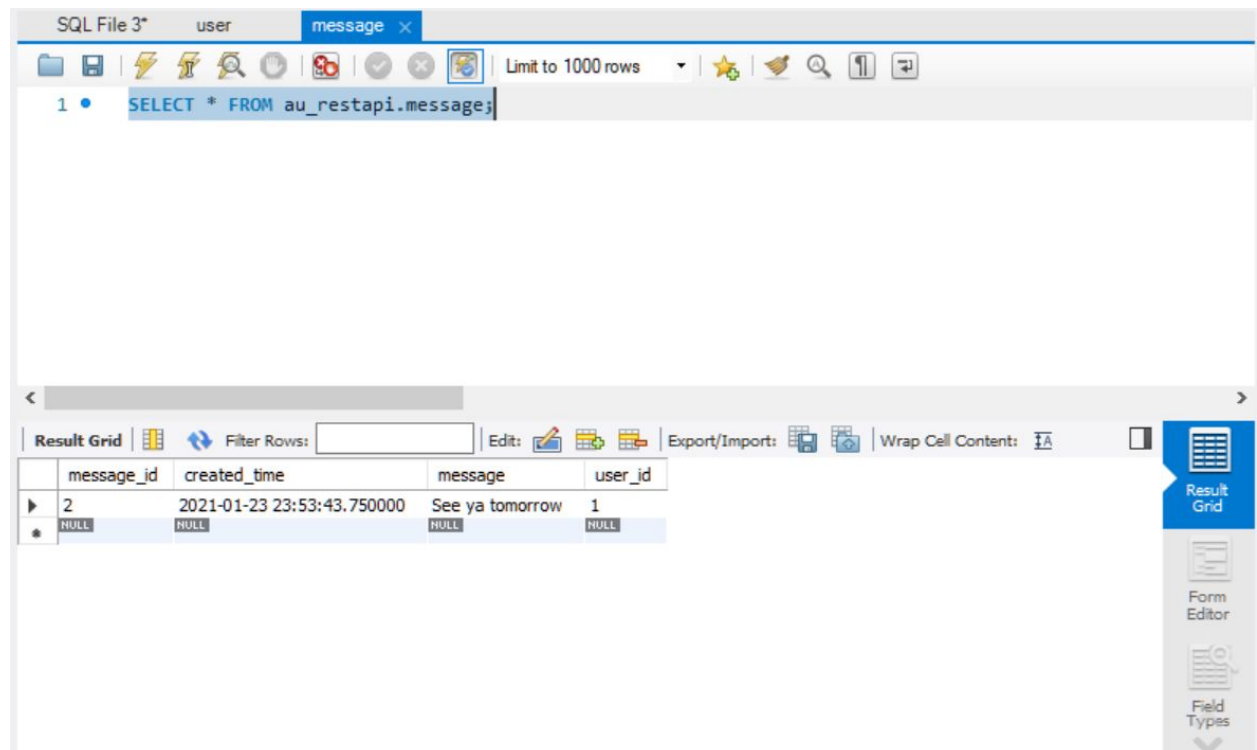 SQL File 3* user message
Limit to 1000 rows
1 SELECT * FROM au_restapi.message;
Result Grid Filter Rows: Edit: Export/Import: Wrap Cell Content:
message_id created_time message user_id
2 2021-01-23 23:53:43.750000 See ya tomorrow 1
NULL NULL NULL NULL
Result
Grid
Form
Editor
Field
Types